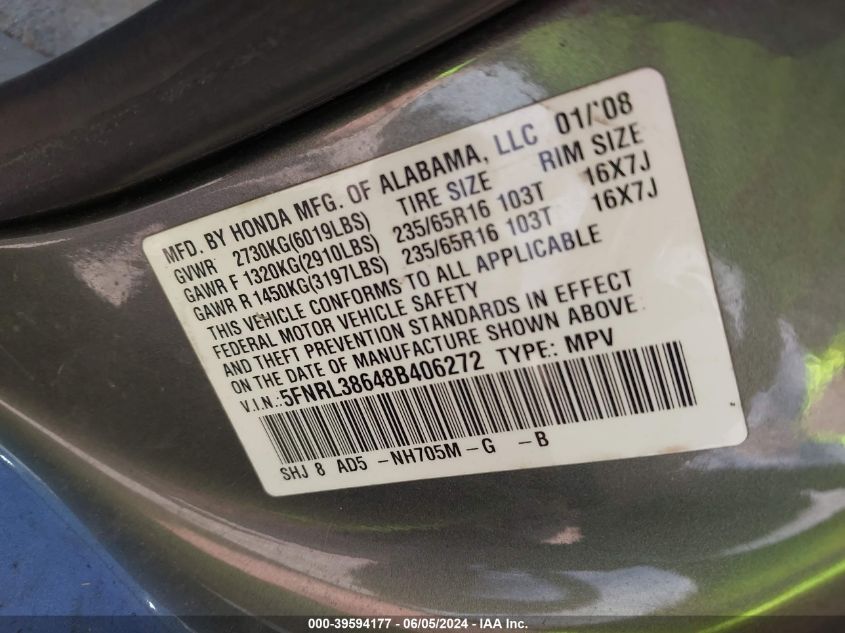 MFD. BY HONDA MFG. OF ALABAMA, LLC 01/'08
GVWR 2730KG(6019LBS) TIRE SIZE RIM SIZE
GAWR F 1320KG(2910LBS) 235/65R16 103T 16X7J
GAWR R 1450KG(3197LBS) 235/65R16 103T 16X7J
THIS VEHICLE CONFORMS TO ALL APPLICABLE
FEDERAL MOTOR VEHICLE SAFETY
AND THEFT PREVENTION STANDARDS IN EFFECT
ON THE DATE OF MANUFACTURE SHOWN ABOVE.
V.I.N.: 5FNRL38648B406272 TYPE: MPV
SHJ 8 AD5 -NH705M-G -B
000-39594177 - 06/05/2024 - IAA Inc.